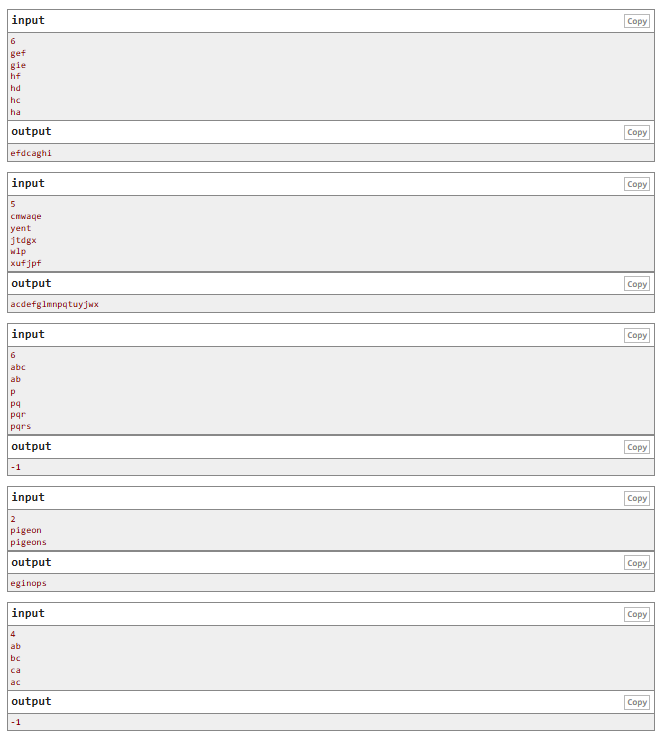 input
Copy
6
gef
gie
hf
hd
hc
ha
output
Copy
efdcaghi
input
Copy
5
cmwaqe
yent
jtdgx
wlp
xufjpf
output
Copy
acdefglmnpqtuyjwx
input
Copy
6
abc
ab
p
pq
pqr
pqrs
output
Copy
-1
input
Copy
2
pigeon
pigeons
output
Copy
eginops
input
Copy
4
ab
bc
ca
ac
output
Copy
-1